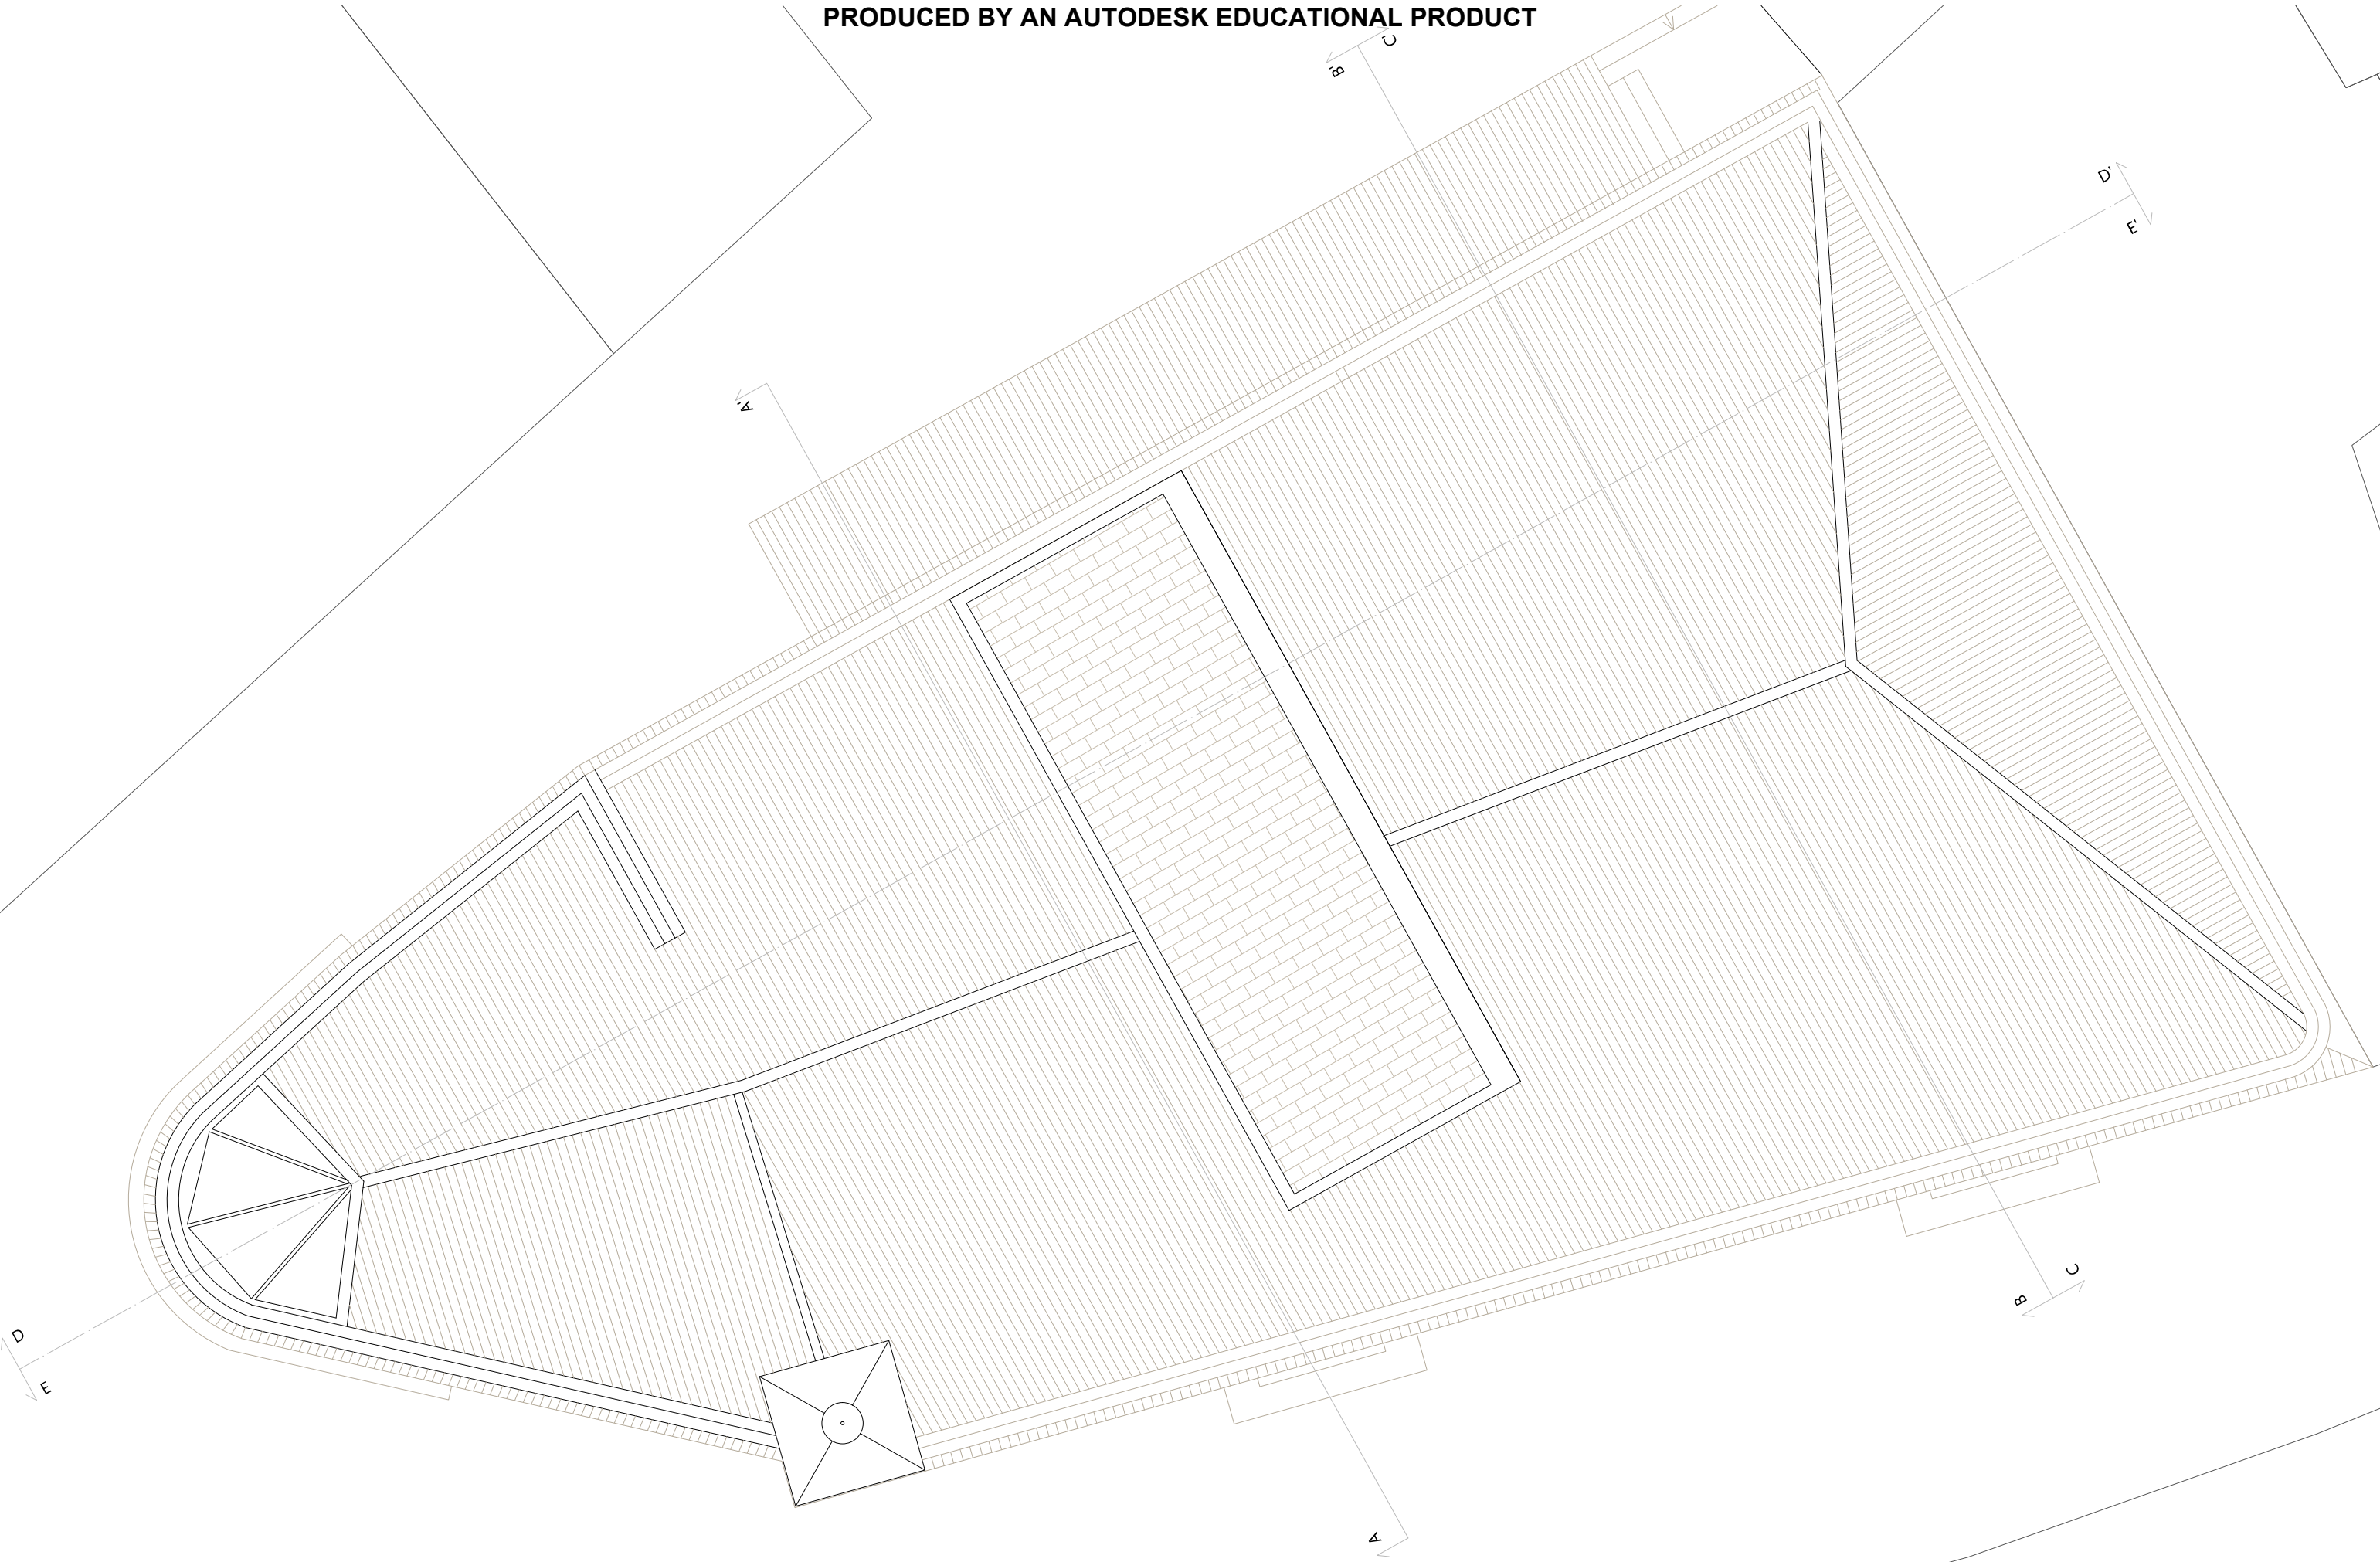 PRODUCED BY AN AUTODESK EDUCATIONAL PRODUCT
B'
C'
D'
E'
A'
D
E
B
C
A